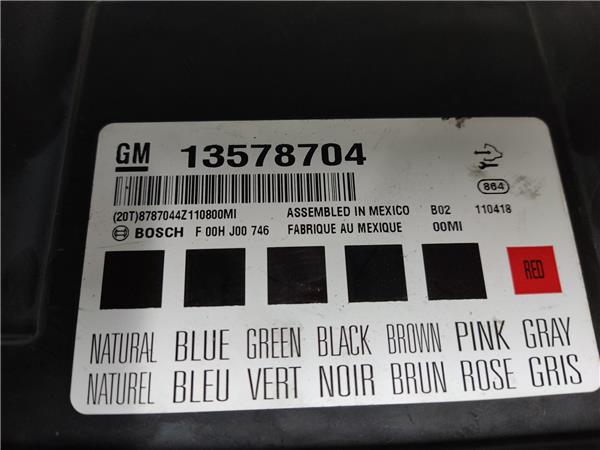 GM 13578704
864
(20T)8787044Z110800MI ASSEMBLED IN MEXICO B02 110418
BOSCH F 00H J00 746 FABRIQUE AU MEXIQUE 00MI
RED
NATURAL BLUE GREEN BLACK BROWN PINK GRAY
NATUREL BLEU VERT NOIR BRUN ROSE GRIS